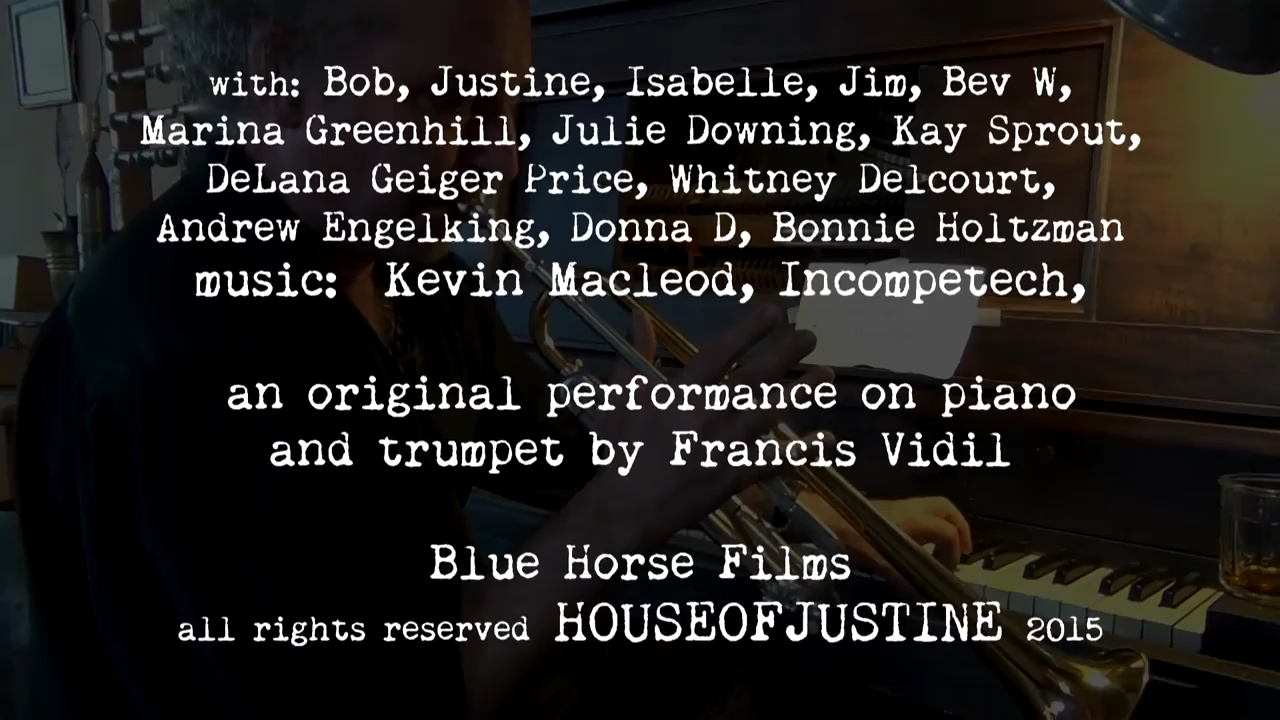 with: Bob, Justine, Isabelle, Jim, Bev W,
Marina Greenhill, Julie Downing, Kay Sprout,
DeLana Geiger Price, Whitney Delcourt,
Andrew Engelking, Donna D, Bonnie Holtzman
music: Kevin Macleod, Incompetech,
an original performance on piano
and trumpet by Francis Vidil
Blue Horse Films
all rights reserved HOUSEOFJUSTINE 2015